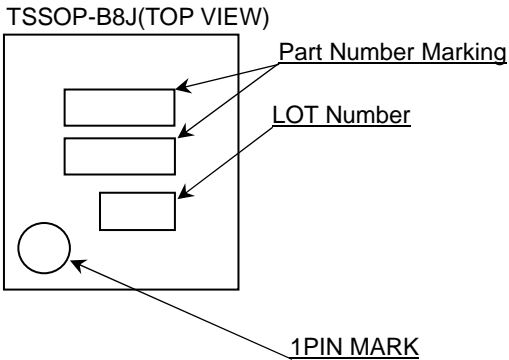 TSSOP-B8J(TOP VIEW)
Part Number Marking
LOT Number
1PIN MARK